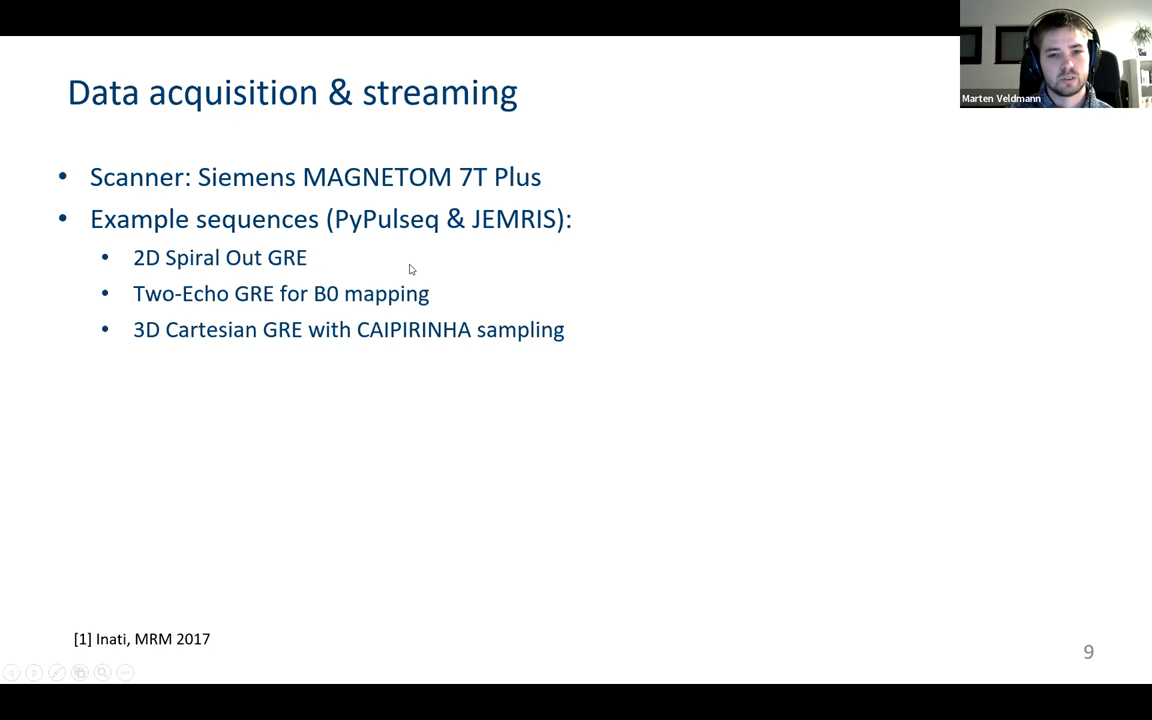 Data acquisition & streaming
Marten Veldmann
• Scanner: Siemens MAGNETOM 7T Plus
• Example sequences (PyPulseq & JEMRIS):
• 2D Spiral Out GRE
• Two-Echo GRE for B0 mapping
• 3D Cartesian GRE with CAIPIRINHA sampling
[1] Inati, MRM 2017
9